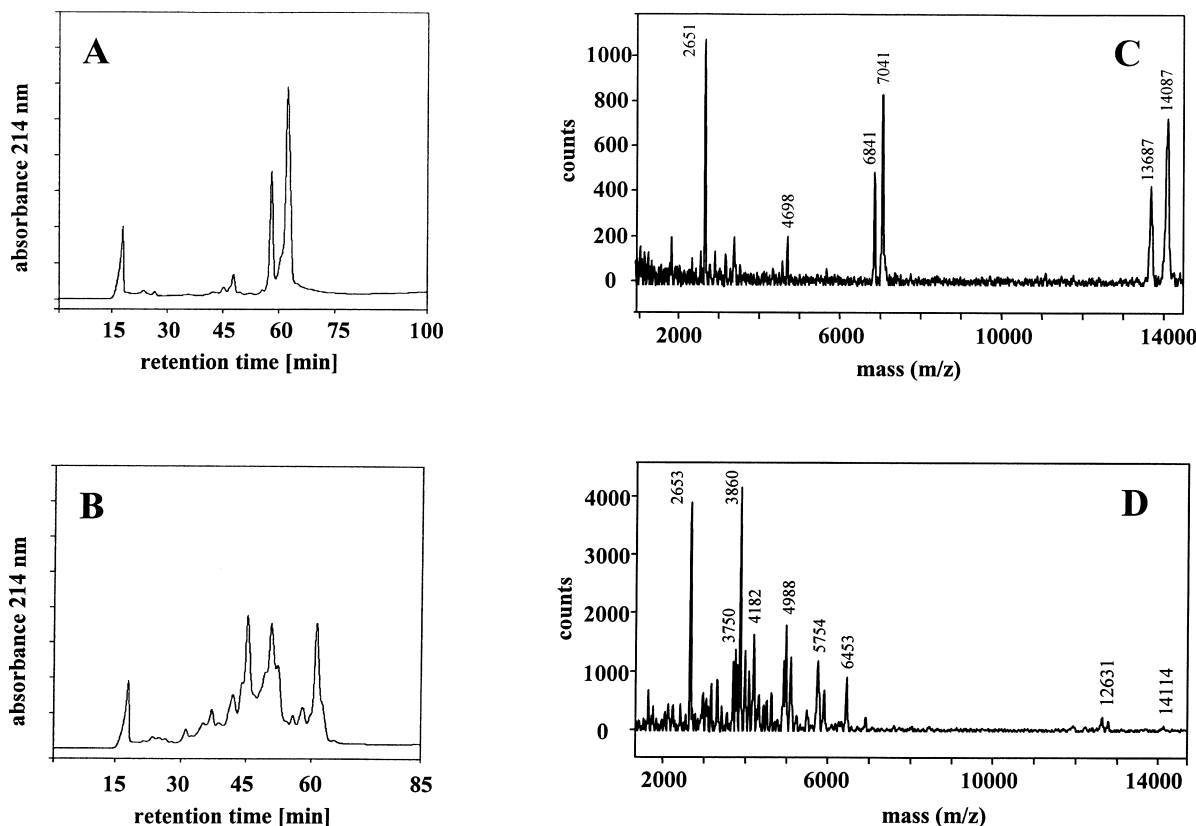 A
absorbance 214 nm
15 30 45 60 75 100
retention time [min]
C
counts
1000
800
600
400
200
0
2651
4698
6841
7041
13687
14087
2000 6000 10000 14000
mass (m/z)
B
absorbance 214 nm
15 30 45 60 85
retention time [min]
D
counts
4000
3000
2000
1000
0
2653
3750
3860
4182
4988
5754
6453
12631
14114
2000 6000 10000 14000
mass (m/z)